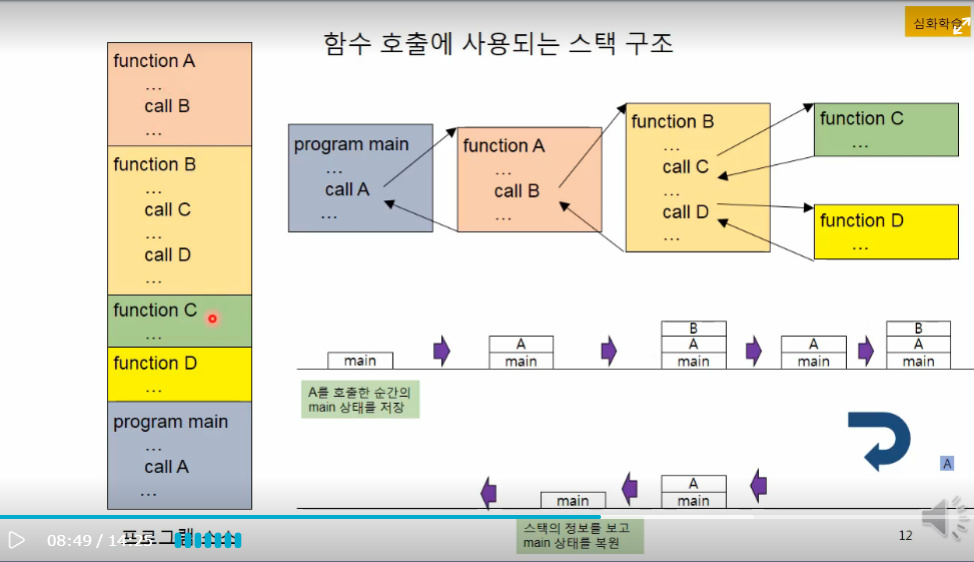 심화학습
함수 호출에 사용되는 스택 구조
function A
…
call B
…
function B
…
call C
…
call D
…
function C
…
function D
…
program main
…
call A
…
program main
…
call A
…
function A
…
call B
…
function B
…
call C
…
call D
…
function C
…
function D
…
main
A
main
B
A
main
A
main
B
A
main
A를 호출한 순간의
main 상태를 저장
A
main
A
main
스택의 정보를 보고
main 상태를 복원
프로그램 소스
08:49 / 14:25
12